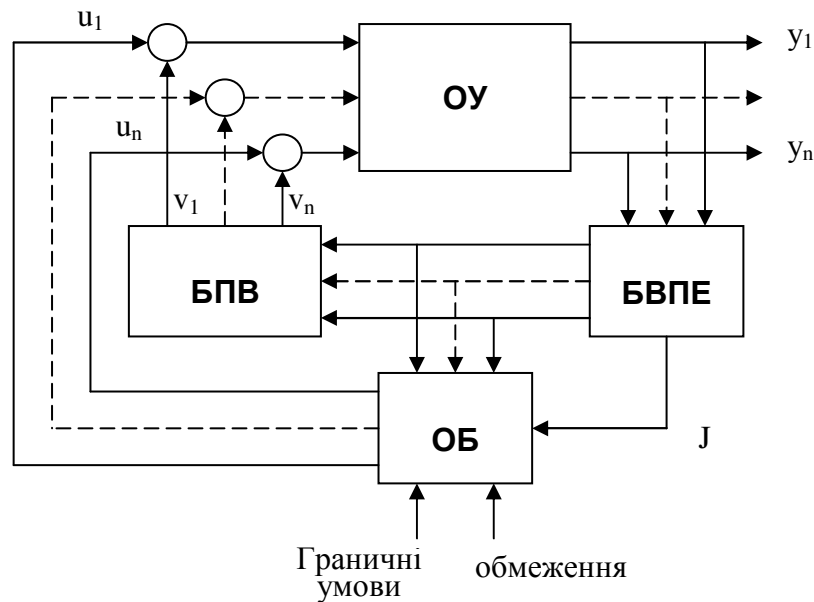 u1
y1
ОУ
un
yn
v1
vn
БПВ
БВПЕ
ОБ
J
Граничні
умови
обмеження